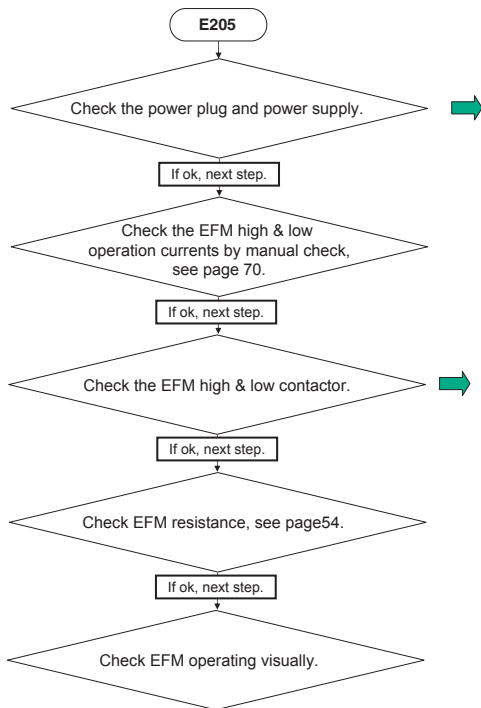 E205
Check the power plug and power supply.
If ok, next step.
Check the EFM high & low
operation currents by manual check,
see page 70.
If ok, next step.
Check the EFM high & low contactor.
If ok, next step.
Check EFM resistance, see page54.
If ok, next step.
Check EFM operating visually.